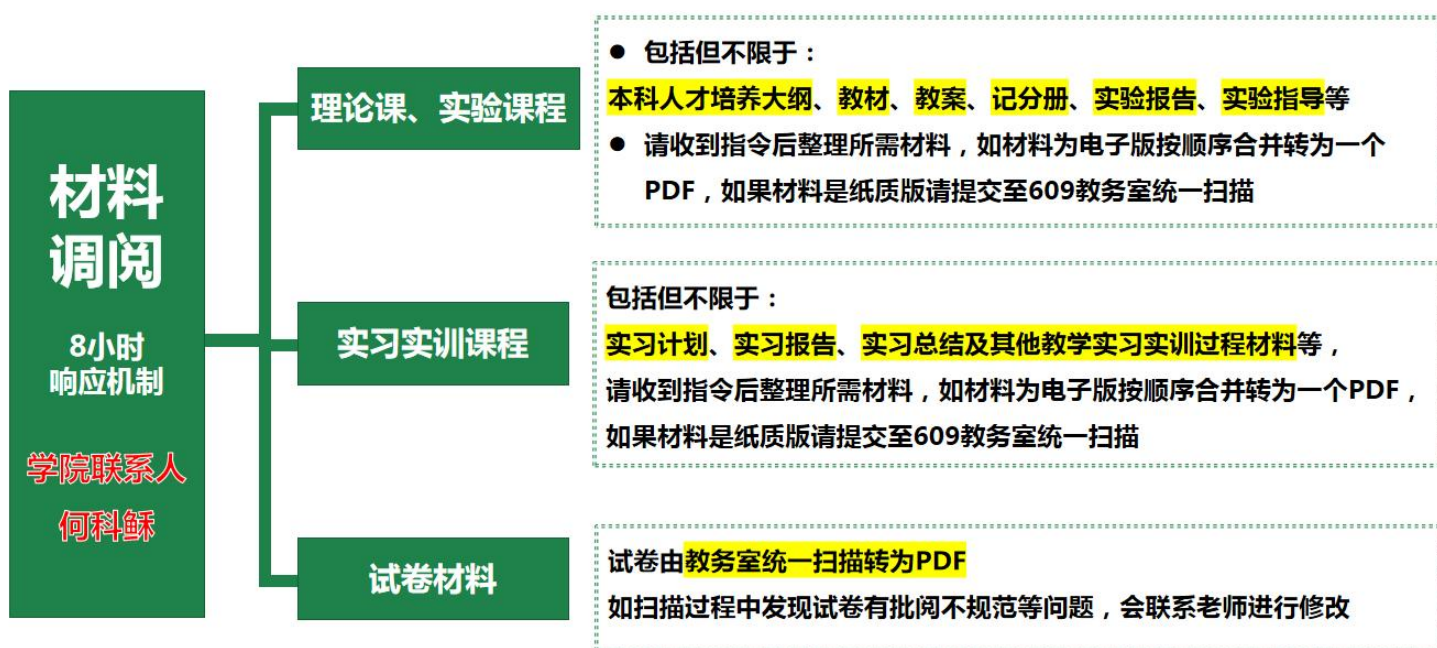 材料
调阅
8小时
响应机制
学院联系人
何科稣
理论课、实验课程
● 包括但不限于：
本科人才培养大纲、教材、教案、记分册、实验报告、实验指导等
● 请收到指令后整理所需材料，如材料为电子版按顺序合并转为一个
PDF，如果材料是纸质版请提交至609教务室统一扫描
实习实训课程
包括但不限于：
实习计划、实习报告、实习总结及其他教学实习实训过程材料等，
请收到指令后整理所需材料，如材料为电子版按顺序合并转为一个PDF，
如果材料是纸质版请提交至609教务室统一扫描
试卷材料
试卷由教务室统一扫描转为PDF
如扫描过程中发现试卷有批阅不规范等问题，会联系老师进行修改